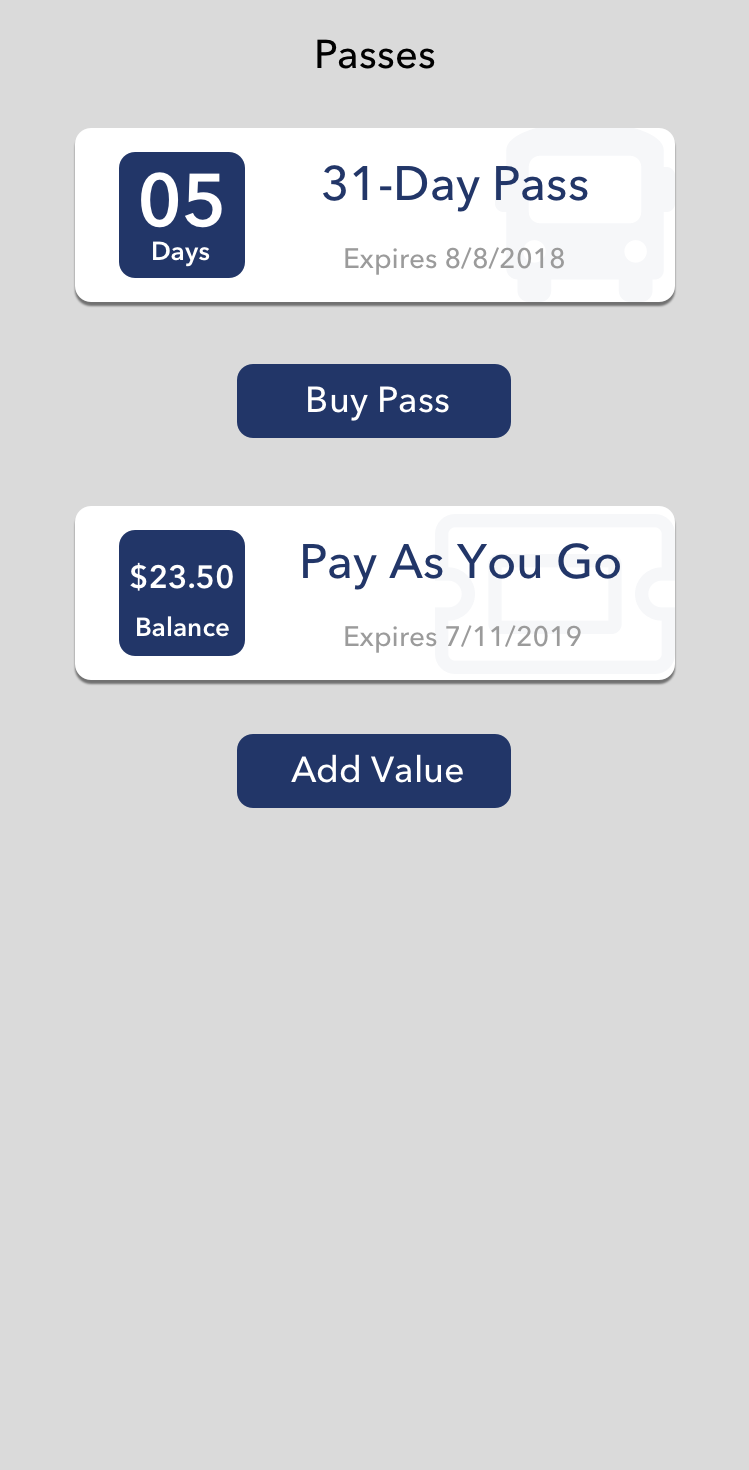 Passes
05
Days
31-Day Pass
Expires 8/8/2018
Buy Pass
$23.50
Balance
Pay As You Go
Expires 7/11/2019
Add Value